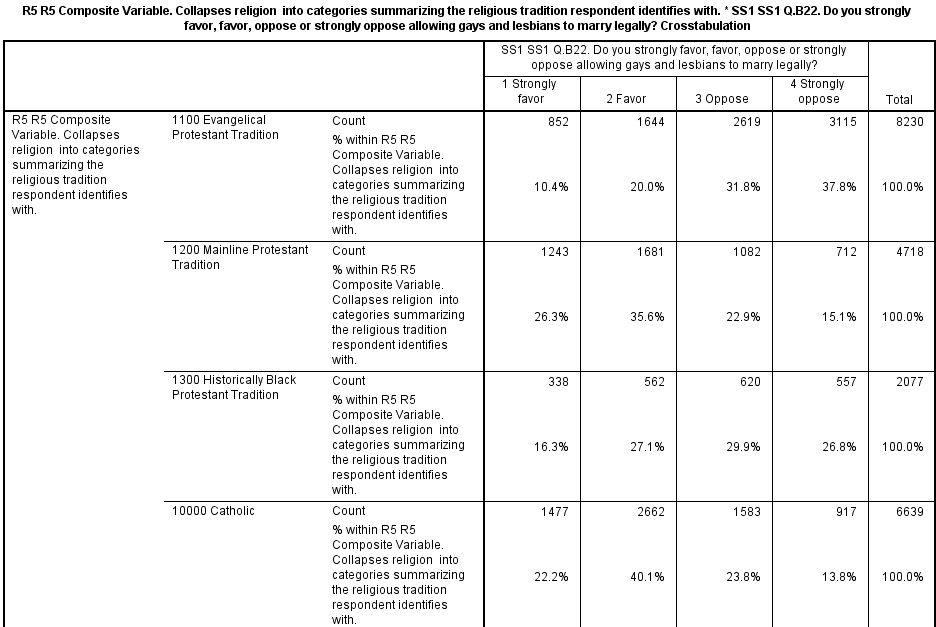 R5 R5 Composite Variable. Collapses religion  into categories summarizing the religious tradition respondent identifies with. * SS1 SS1 Q.B22. Do you strongly
favor, favor, oppose or strongly oppose allowing gays and lesbians to marry legally? Crosstabulation
SS1 SS1 Q.B22. Do you strongly favor, favor, oppose or strongly
oppose allowing gays and lesbians to marry legally?
1 Strongly
favor
2 Favor
3 Oppose
4 Strongly
oppose
Total
R5 R5 Composite
Variable. Collapses
religion  into categories
summarizing the
religious tradition
respondent identifies
with.
1100 Evangelical
Protestant Tradition
Count
852 1644 2619 3115 8230
% within R5 R5
Composite Variable.
Collapses religion  into
categories summarizing
the religious tradition
respondent identifies
with.
10.4% 20.0% 31.8% 37.8% 100.0%
1200 Mainline Protestant
Tradition
Count
1243 1681 1082 712 4718
% within R5 R5
Composite Variable.
Collapses religion  into
categories summarizing
the religious tradition
respondent identifies
with.
26.3% 35.6% 22.9% 15.1% 100.0%
1300 Historically Black
Protestant Tradition
Count
338 562 620 557 2077
% within R5 R5
Composite Variable.
Collapses religion  into
categories summarizing
the religious tradition
respondent identifies
with.
16.3% 27.1% 29.9% 26.8% 100.0%
10000 Catholic
Count
1477 2662 1583 917 6639
% within R5 R5
Composite Variable.
Collapses religion  into
categories summarizing
the religious tradition
respondent identifies
with.
22.2% 40.1% 23.8% 13.8% 100.0%